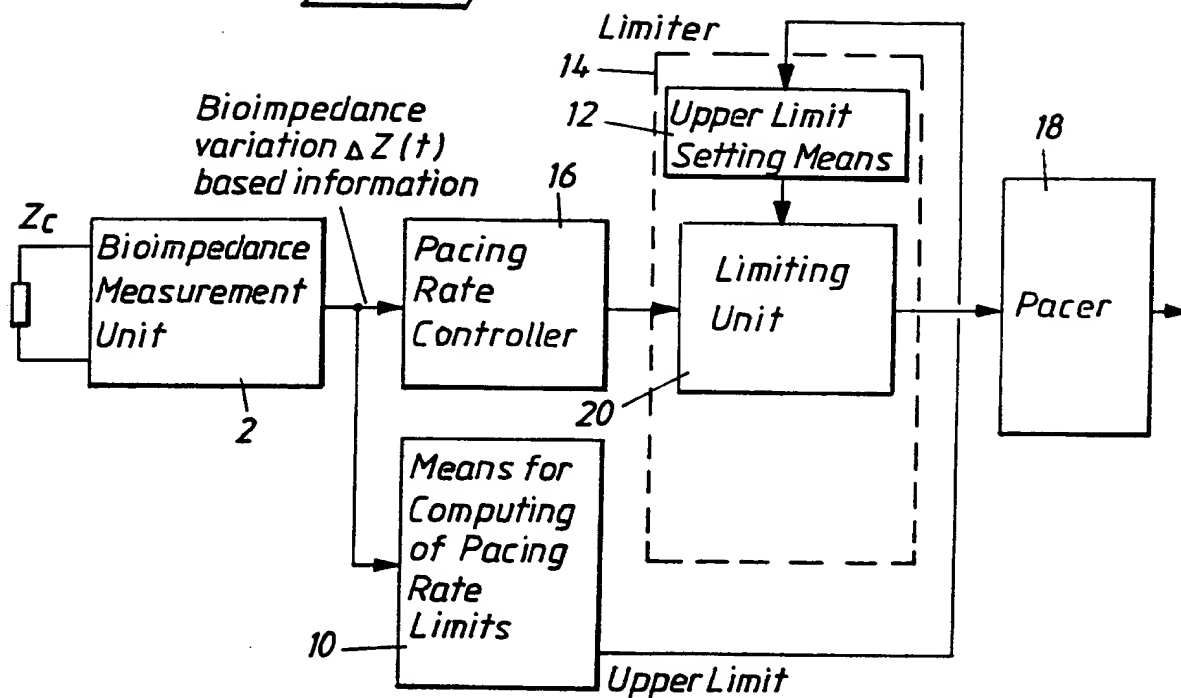 Limiter
14
Bioimpedance
variation Δ Z (t)
based information
12
Upper Limit
Setting Means
18
16
Zc
Bioimpedance
Measurement
Unit
Pacing
Rate
Controller
Limiting
Unit
Pacer
2
20
Means for
Computing
of Pacing
Rate
Limits
10
Upper Limit